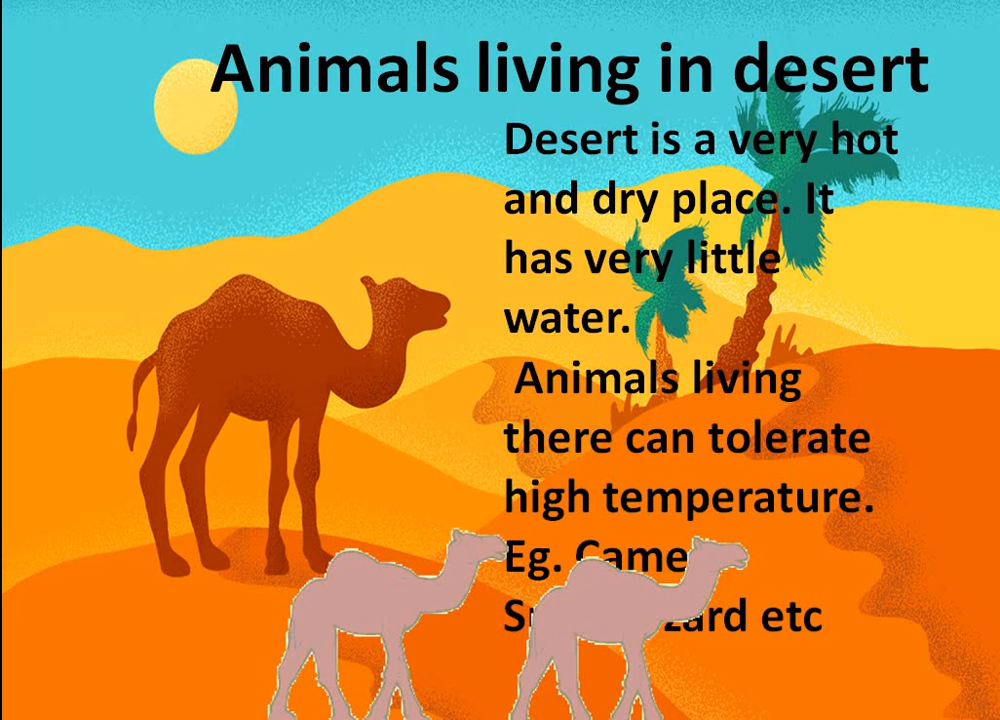 Animals living in desert
Desert is a very hot
and dry place. It
has very little
water.
Animals living
there can tolerate
high temperature.
Eg.
etc